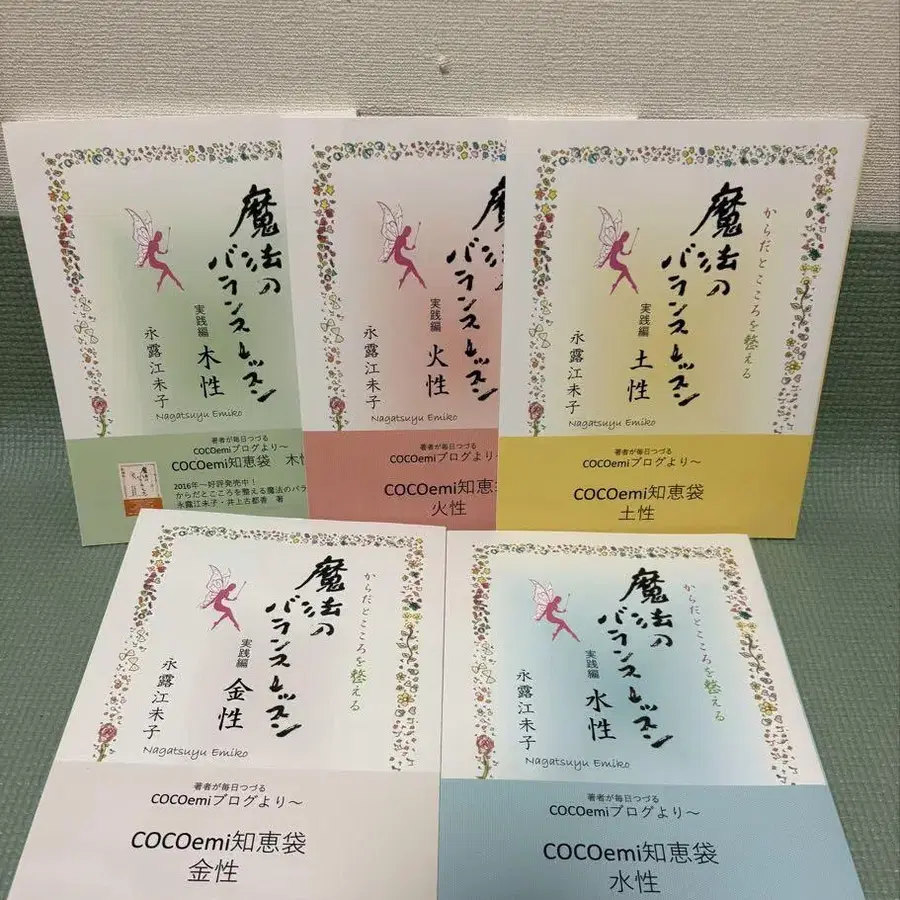 魔法の
バランスレッスン
実践編
木性
永露江未子
Nagatsuyu Emiko
著者が毎日つづる
COCOemiブログより～
COCOemi知恵袋 木性
2016年～好評発売中！
からだとこころを整える魔法のバラ
永露江未子・井上古都香 著
魔法の
バランスレッスン
実践編
火性
永露江未子
Nagatsuyu Emiko
著者が毎日つづる
COCOemiブログより～
COCOemi知恵
火性
からだとこころを整える
魔法の
バランスレッスン
実践編
土性
永露江未子
Nagatsuyu Emiko
著者が毎日つづる
COCOemiブログより～
COCOemi知恵袋
土性
からだとこころを整える
魔法の
バランスレッスン
実践編
金性
永露江未子
Nagatsuyu Emiko
著者が毎日つづる
COCOemiブログより～
COCOemi知恵袋
金性
からだとこころを整える
魔法の
バランスレッスン
実践編
水性
永露江未子
Nagatsuyu Emiko
著者が毎日つづる
COCOemiブログより～
COCOemi知恵袋
水性